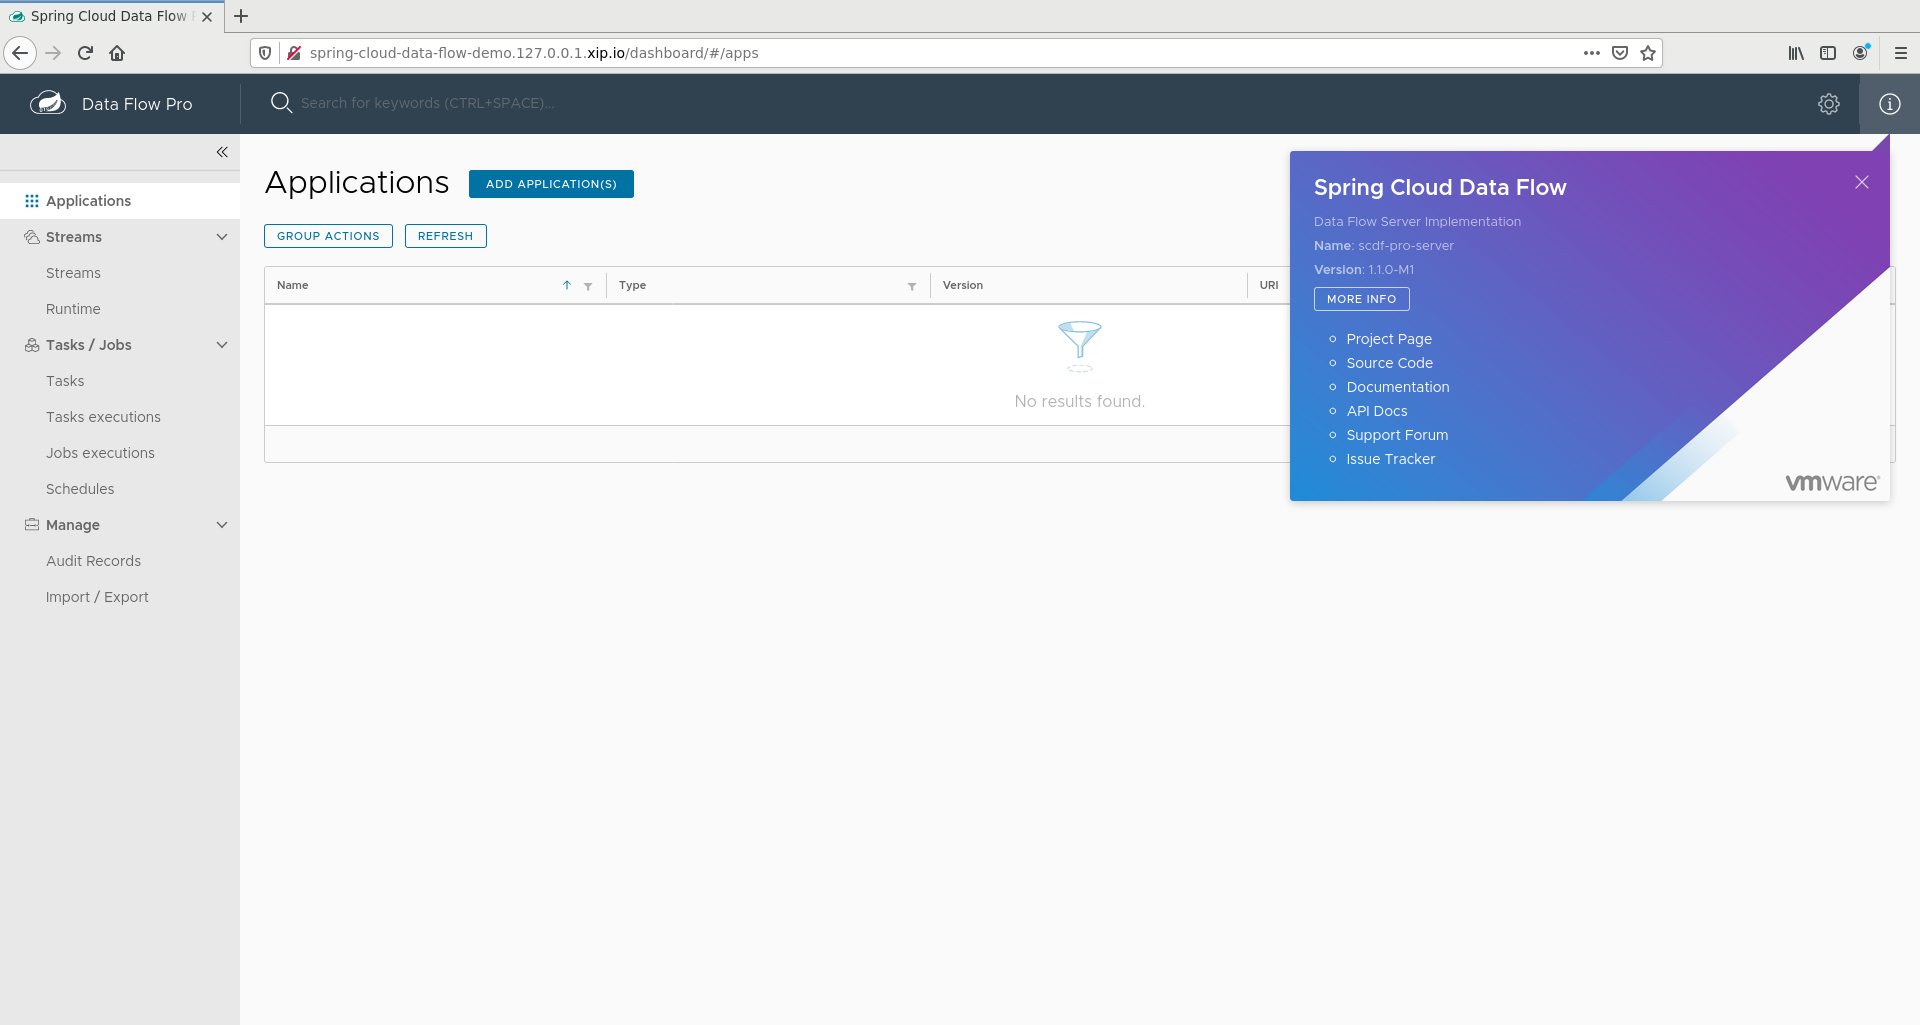 Spring Cloud Data Flow
spring-cloud-data-flow-demo.127.0.0.1.xip.io/dashboard/#/apps
Data Flow Pro
Search for keywords (CTRL+SPACE)...
Applications
Streams
Streams
Runtime
Tasks / Jobs
Tasks
Tasks executions
Jobs executions
Schedules
Manage
Audit Records
Import / Export
Applications
ADD APPLICATION(S)
GROUP ACTIONS
REFRESH
Name
Type
Version
URI
No results found.
Spring Cloud Data Flow
Data Flow Server Implementation
Name: scdf-pro-server
Version: 1.1.0-M1
MORE INFO
Project Page
Source Code
Documentation
API Docs
Support Forum
Issue Tracker
vmware®